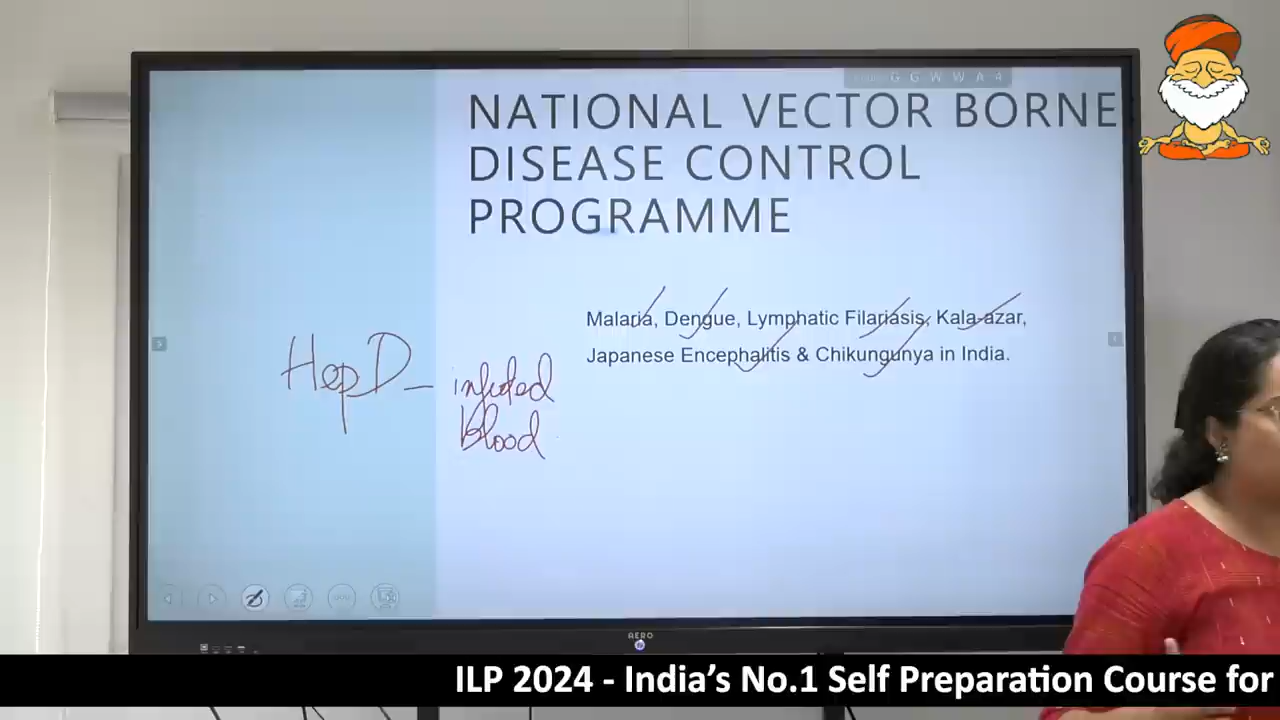 G G W W A 4
NATIONAL VECTOR BORNE
DISEASE CONTROL
PROGRAMME
Malaria, Dengue, Lymphatic Filariasis, Kala-azar,
Japanese Encephalitis & Chikungunya in India.
Hep D -
blood
AERO
ILP 2024 - India’s No.1 Self Preparation Course for